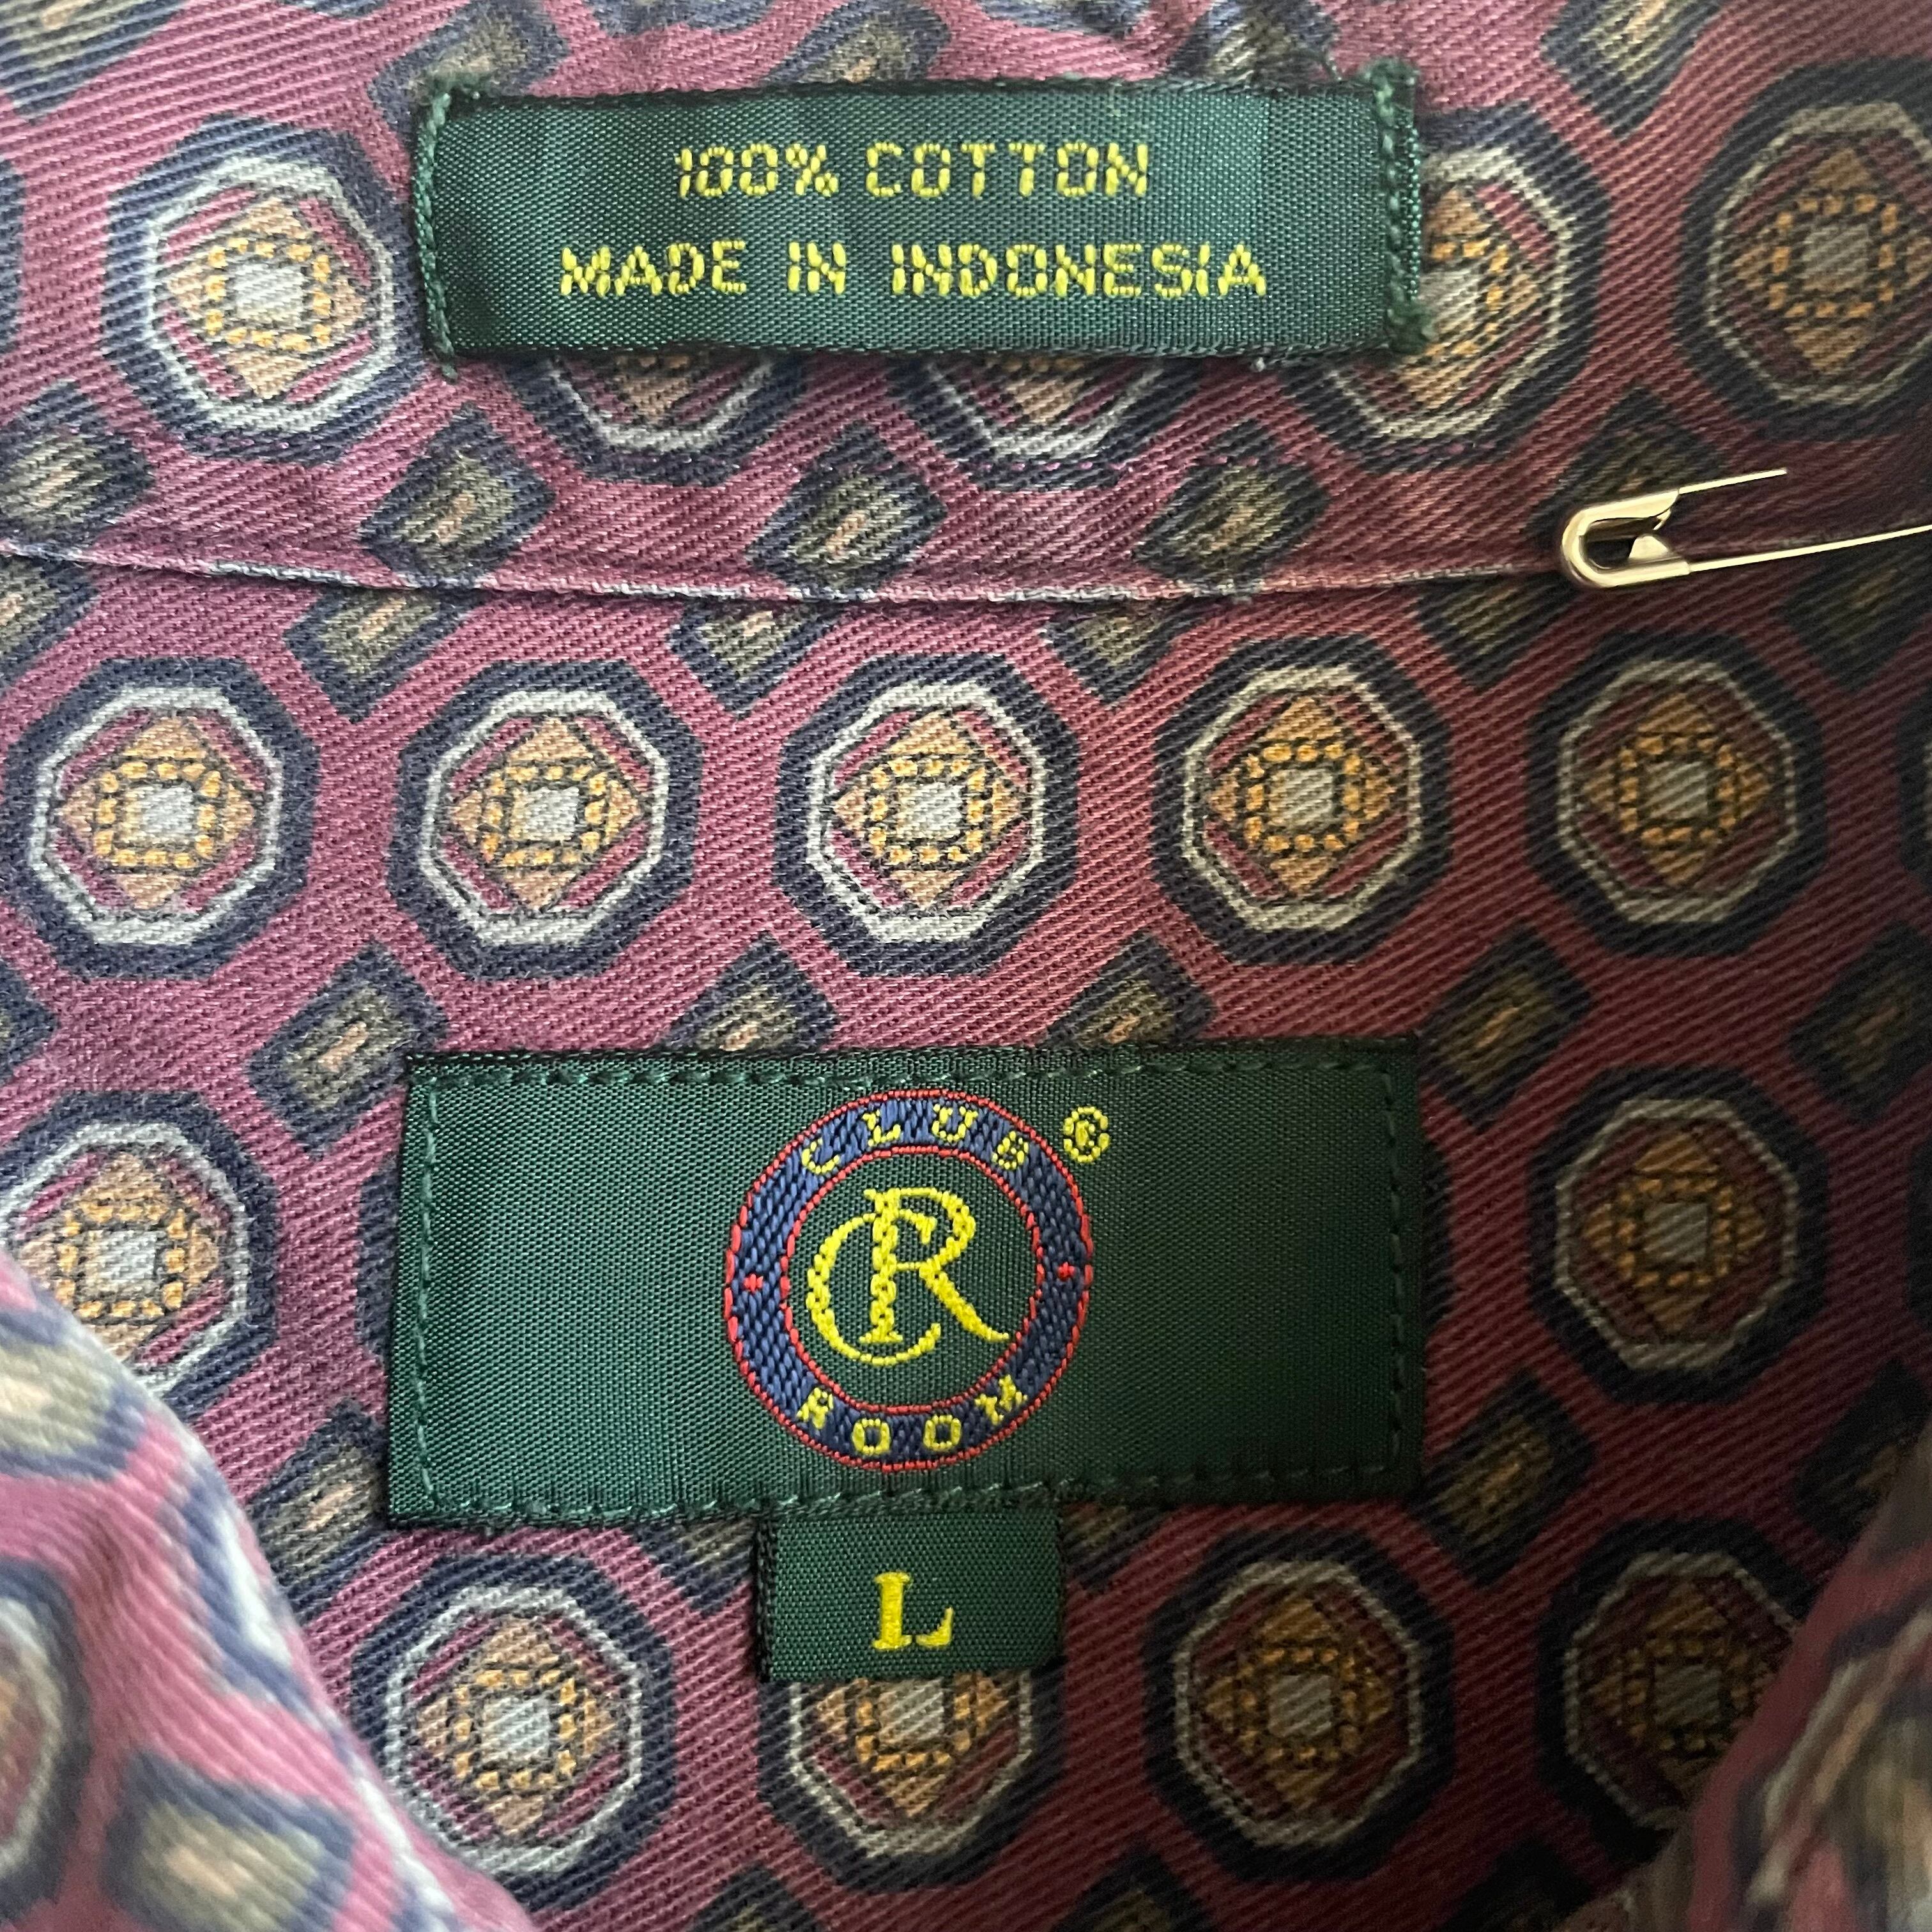 100% COTTON
MADE IN INDONESIA
CLUB ©
CR
ROOM
L